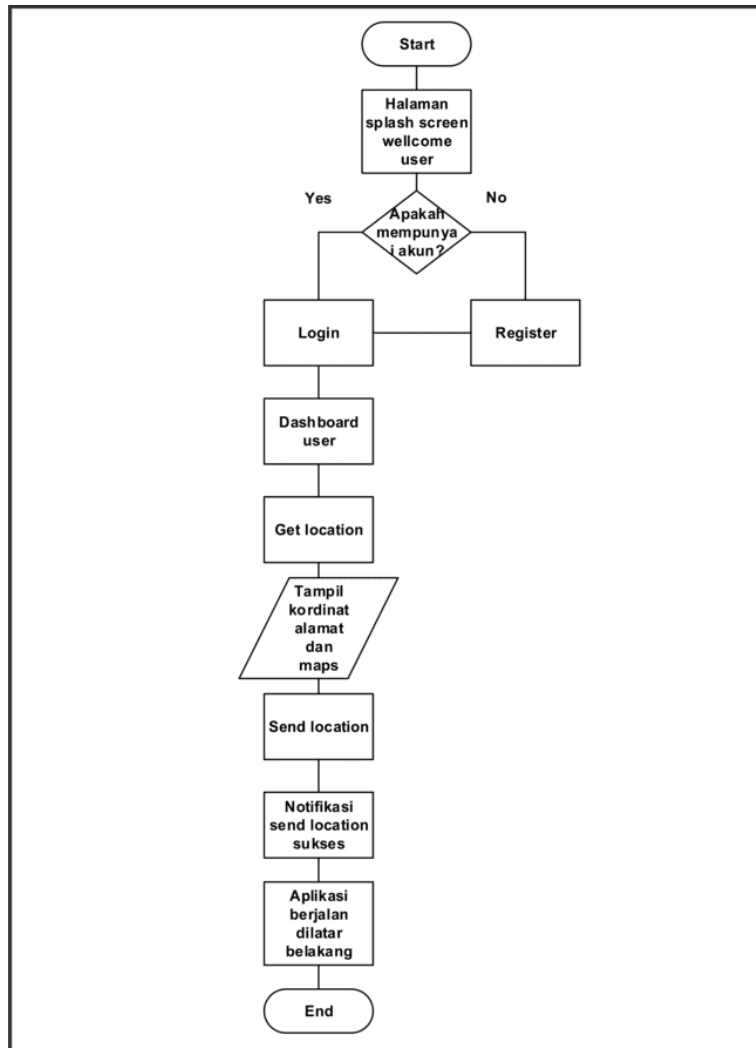 Start
Halaman
splash screen
wellcome
user
Yes
No
Apakah
mempunya
i akun?
Login
Register
Dashboard
user
Get location
Tampil
kordinat
alamat
dan
maps
Send location
Notifikasi
send location
sukses
Aplikasi
berjalan
dilatar
belakang
End